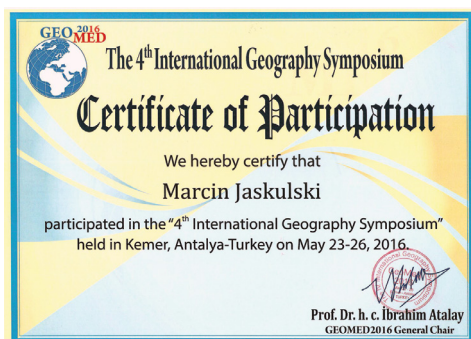 GEO 2016 MED
The 4th International Geography Symposium
Certificate of Participation
We hereby certify that
Marcin Jaskulski
participated in the "4th International Geography Symposium"
held in Kemer, Antalya-Turkey on May 23-26, 2016.
Prof. Dr. h. c. İbrahim Atalay
GEOMED2016 General Chair